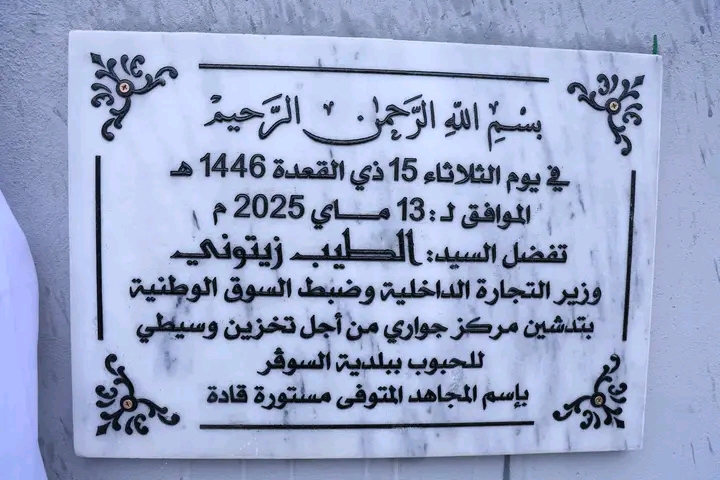 بسم الله الرحمن الرحيم
في يوم الثلاثاء 15 ذي القعدة 1446 هـ
الموافق لـ : 13 مـــاي 2025 م
تفضل السيد: الطيب زيتوني
وزير التجارة الداخلية وضبط السوق الوطنية
بتدشين مركز جواري من أجل تخزين وسيطي
للحبوب ببلدية السوڤر
بإسم المجاهد المتوفى مستورة قادة